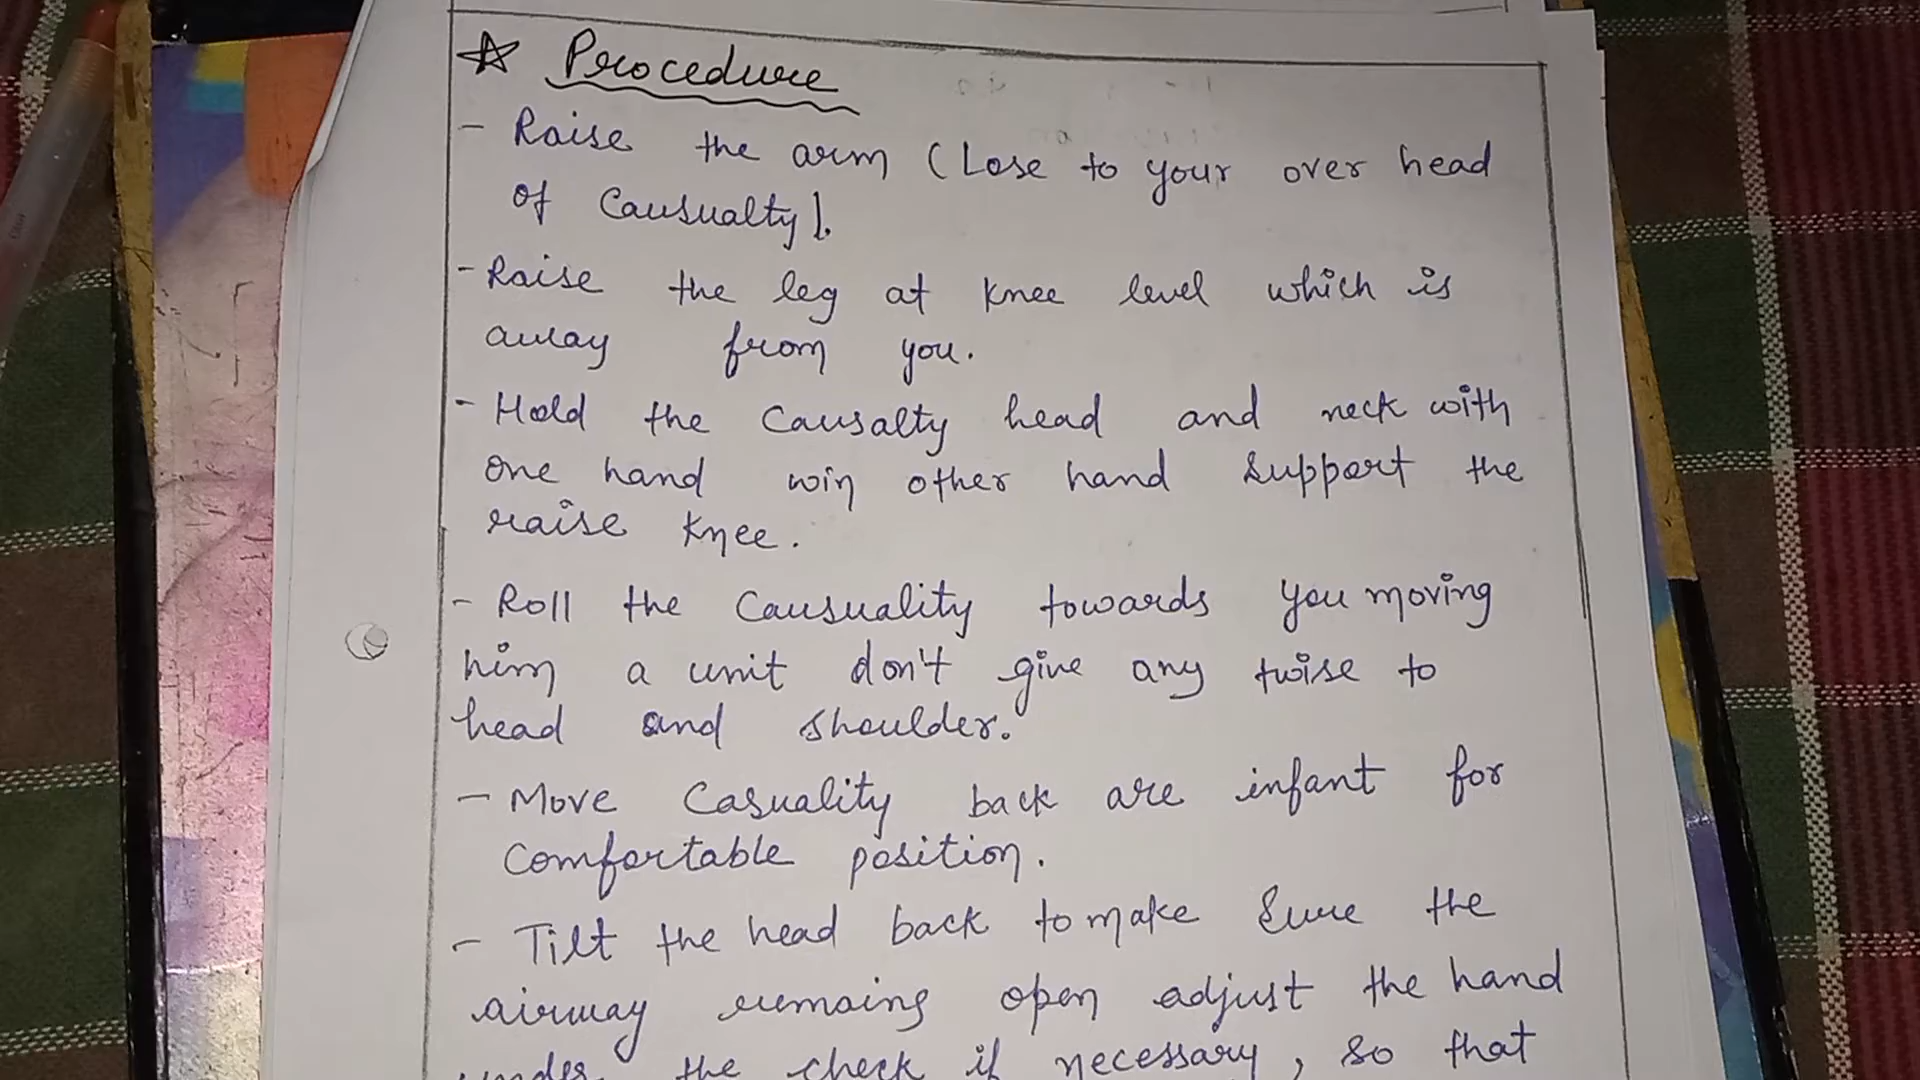 ☆ Procedure
- Raise the arm (Lose to your over head
of Causualty).
- Raise the leg at knee level which is
away from you.
- Hold the Causalty head and neck with
one hand win other hand support the
raise knee.
- Roll the Causuality towards you moving
him a unit don't give any twise to
head and shoulder.
- Move Casuality back are infant for
comfortable position.
- Tilt the head back to make sure the
airway remaing open adjust the hand
under the check if necessary, so that